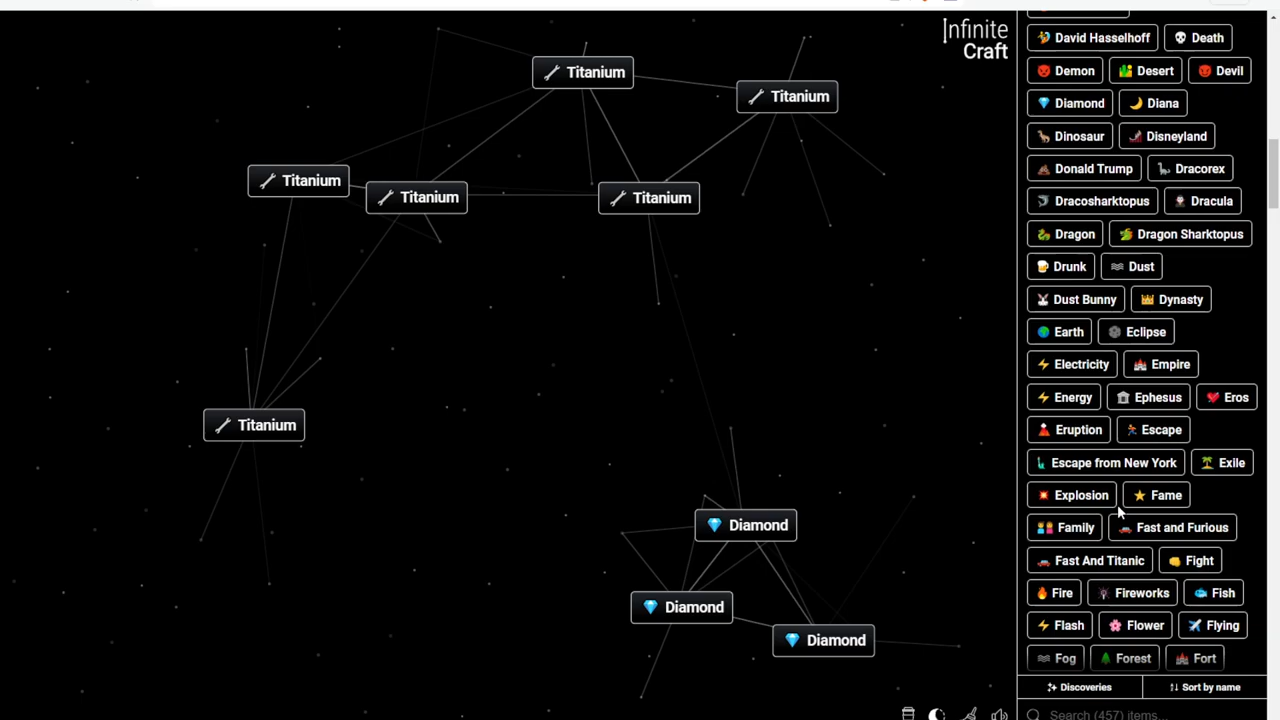 Infinite
Craft
Titanium
Titanium
Titanium
Titanium
Titanium
Titanium
Diamond
Diamond
Diamond
David Hasselhoff Death
Demon Desert Devil
Diamond Diana
Dinosaur Disneyland
Donald Trump Dracorex
Dracosharktopus Dracula
Dragon Dragon Sharktopus
Drunk Dust
Dust Bunny Dynasty
Earth Eclipse
Electricity Empire
Energy Ephesus Eros
Eruption Escape
Escape from New York Exile
Explosion Fame
Family Fast and Furious
Fast And Titanic Fight
Fire Fireworks Fish
Flash Flower Flying
Fog Forest Fort
Discoveries Sort by name
Search (457) items...